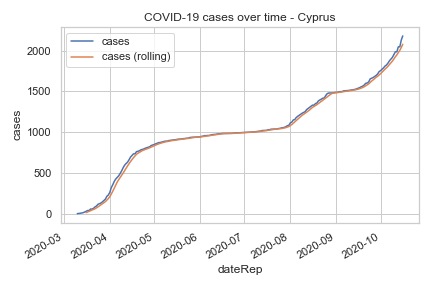 COVID-19 cases over time - Cyprus
cases
cases (rolling)
2000
1500
1000
500
0
cases
2020-03
2020-04
2020-05
2020-06
2020-07
2020-08
2020-09
2020-10
dateRep